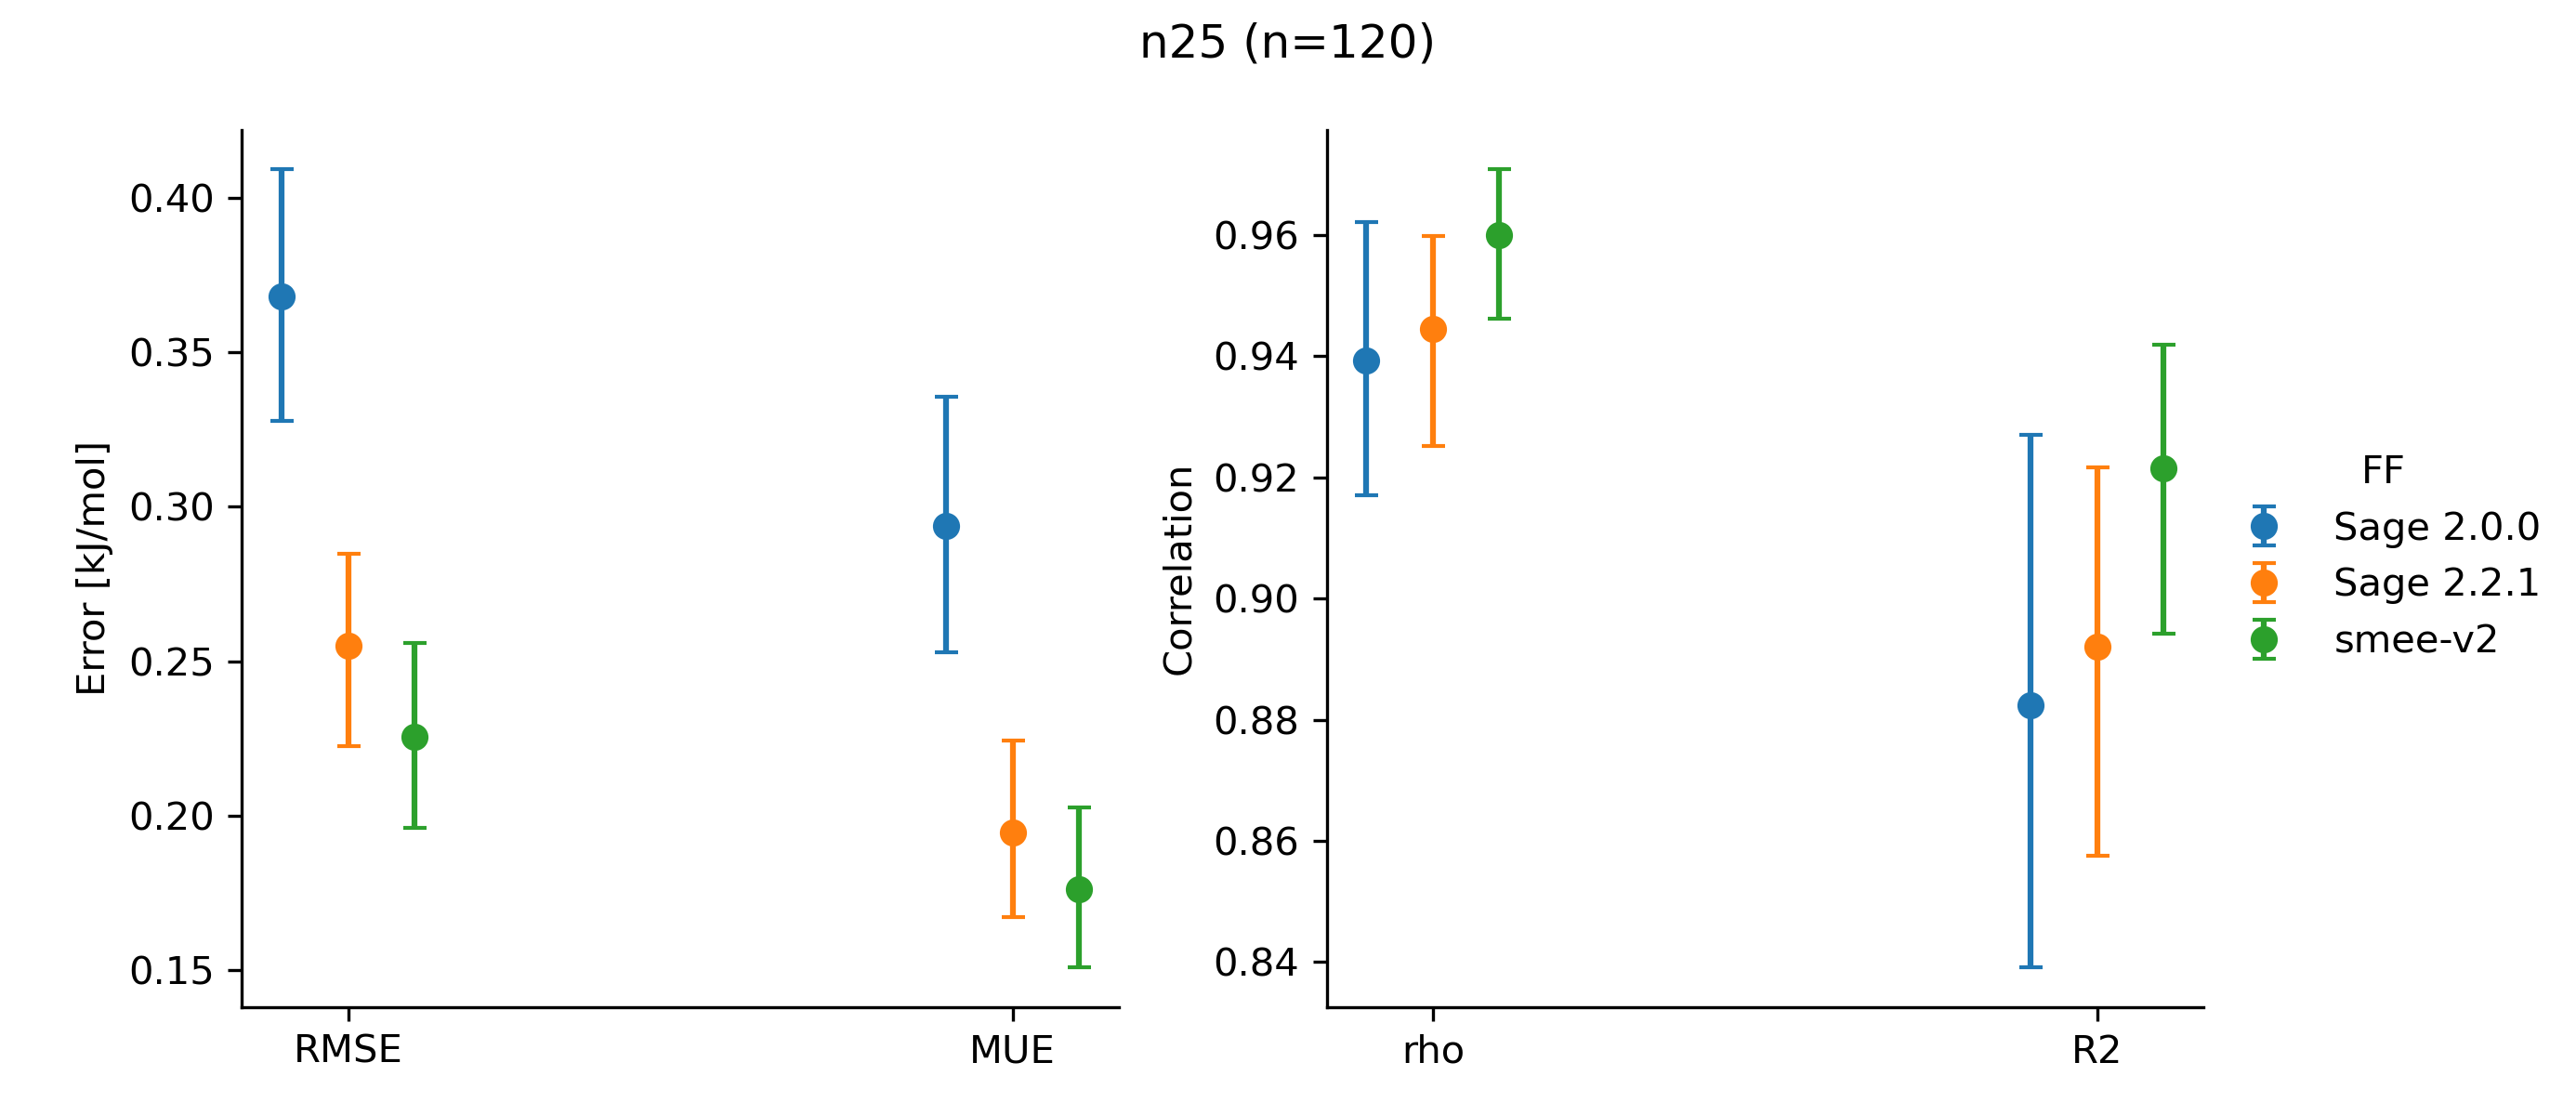 n25 (n=120)
Error [kJ/mol]
0.40
0.35
0.30
0.25
0.20
0.15
RMSE
MUE
Correlation
0.96
0.94
0.92
0.90
0.88
0.86
0.84
rho
R2
FF
Sage 2.0.0
Sage 2.2.1
smee-v2